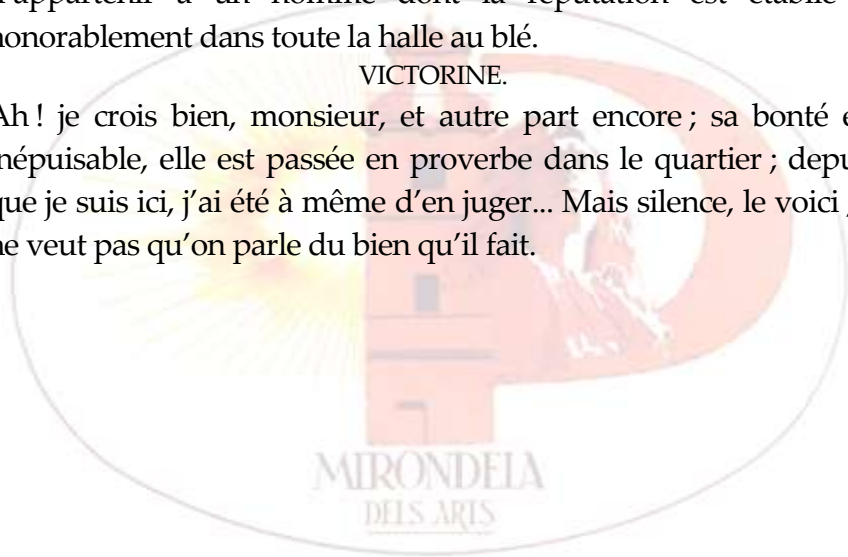 appartenir à un homme dont la réputation est établie
honorablement dans toute la halle au blé.
VICTORINE.
Ah ! je crois bien, monsieur, et autre part encore ; sa bonté e
népuisable, elle est passée en proverbe dans le quartier ; depu
que je suis ici, j'ai été à même d'en juger... Mais silence, le voici ;
ne veut pas qu'on parle du bien qu'il fait.
MIRONDELA
DELS ARTS